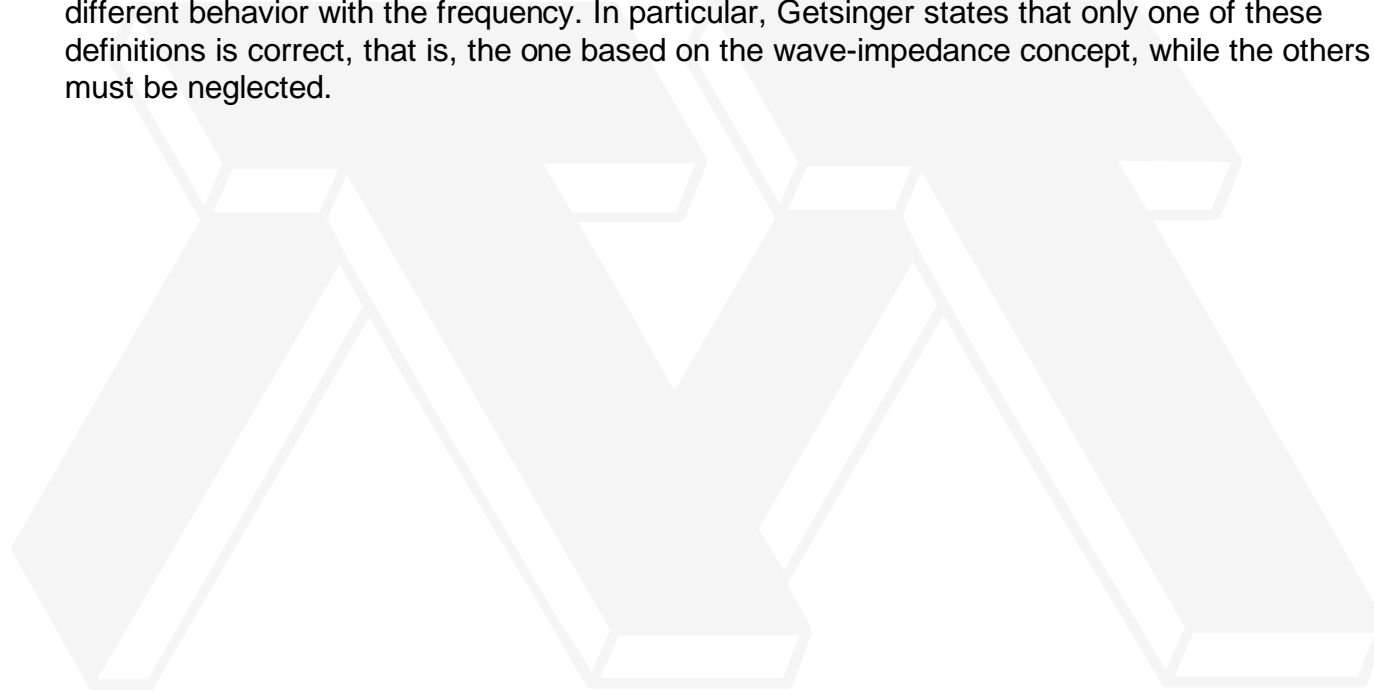 different behavior with the frequency. In particular, Getsinger states that only one of these
definitions is correct, that is, the one based on the wave-impedance concept, while the others
must be neglected.